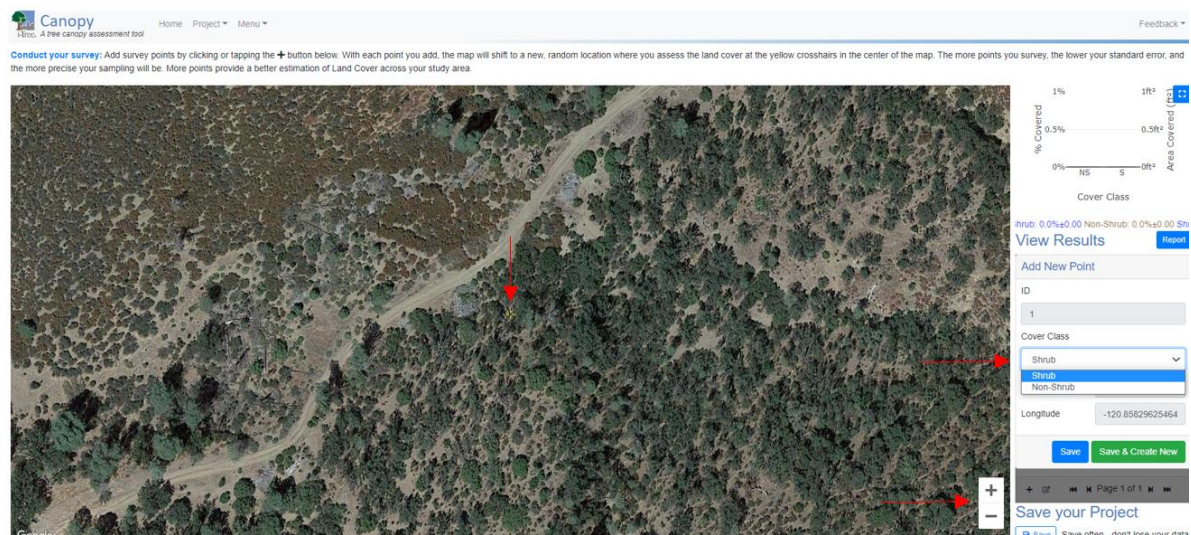 Canopy
i-Tree. A tree canopy assessment tool
Home Project Menu
Feedback
Conduct your survey: Add survey points by clicking or tapping the + button below. With each point you add, the map will shift to a new, random location where you assess the land cover at the yellow crosshairs in the center of the map. The more points you survey, the lower your standard error, and
the more precise your sampling will be. More points provide a better estimation of Land Cover across your study area.
1% 1ft²
0.5% 0.5ft²
0% 0ft²
% Covered
Area Covered (ft²)
NS S
Cover Class
Shrub: 0.0%±0.00 Non-Shrub: 0.0%±0.00 Sh
View Results
Report
Add New Point
ID
1
Cover Class
Shrub
Shrub
Non-Shrub
Longitude
-120.85829625464
Save
Save & Create New
+
−
Page 1 of 1
Save your Project
Save
Save often - don't lose your data
Google